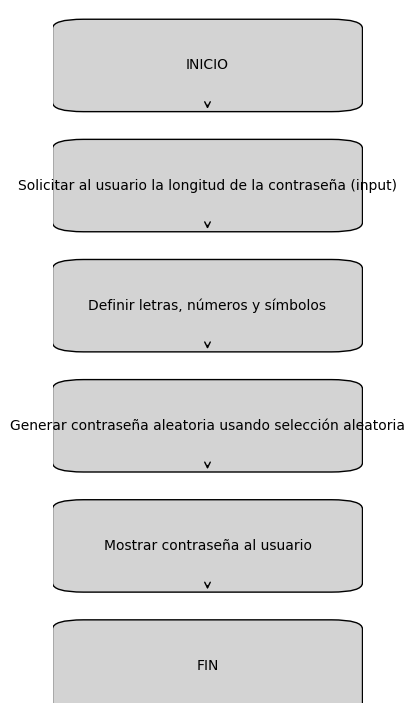 INICIO
Solicitar al usuario la longitud de la contraseña (input)
Definir letras, números y símbolos
Generar contraseña aleatoria usando selección aleatoria
Mostrar contraseña al usuario
FIN